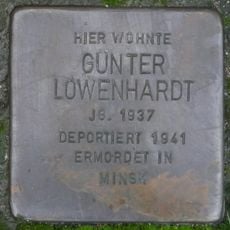 HIER WOHNTE
GÜNTER
LÖWENHARDT
JG. 1937
DEPORTIERT 1941
ERMORDET IN
MINSK